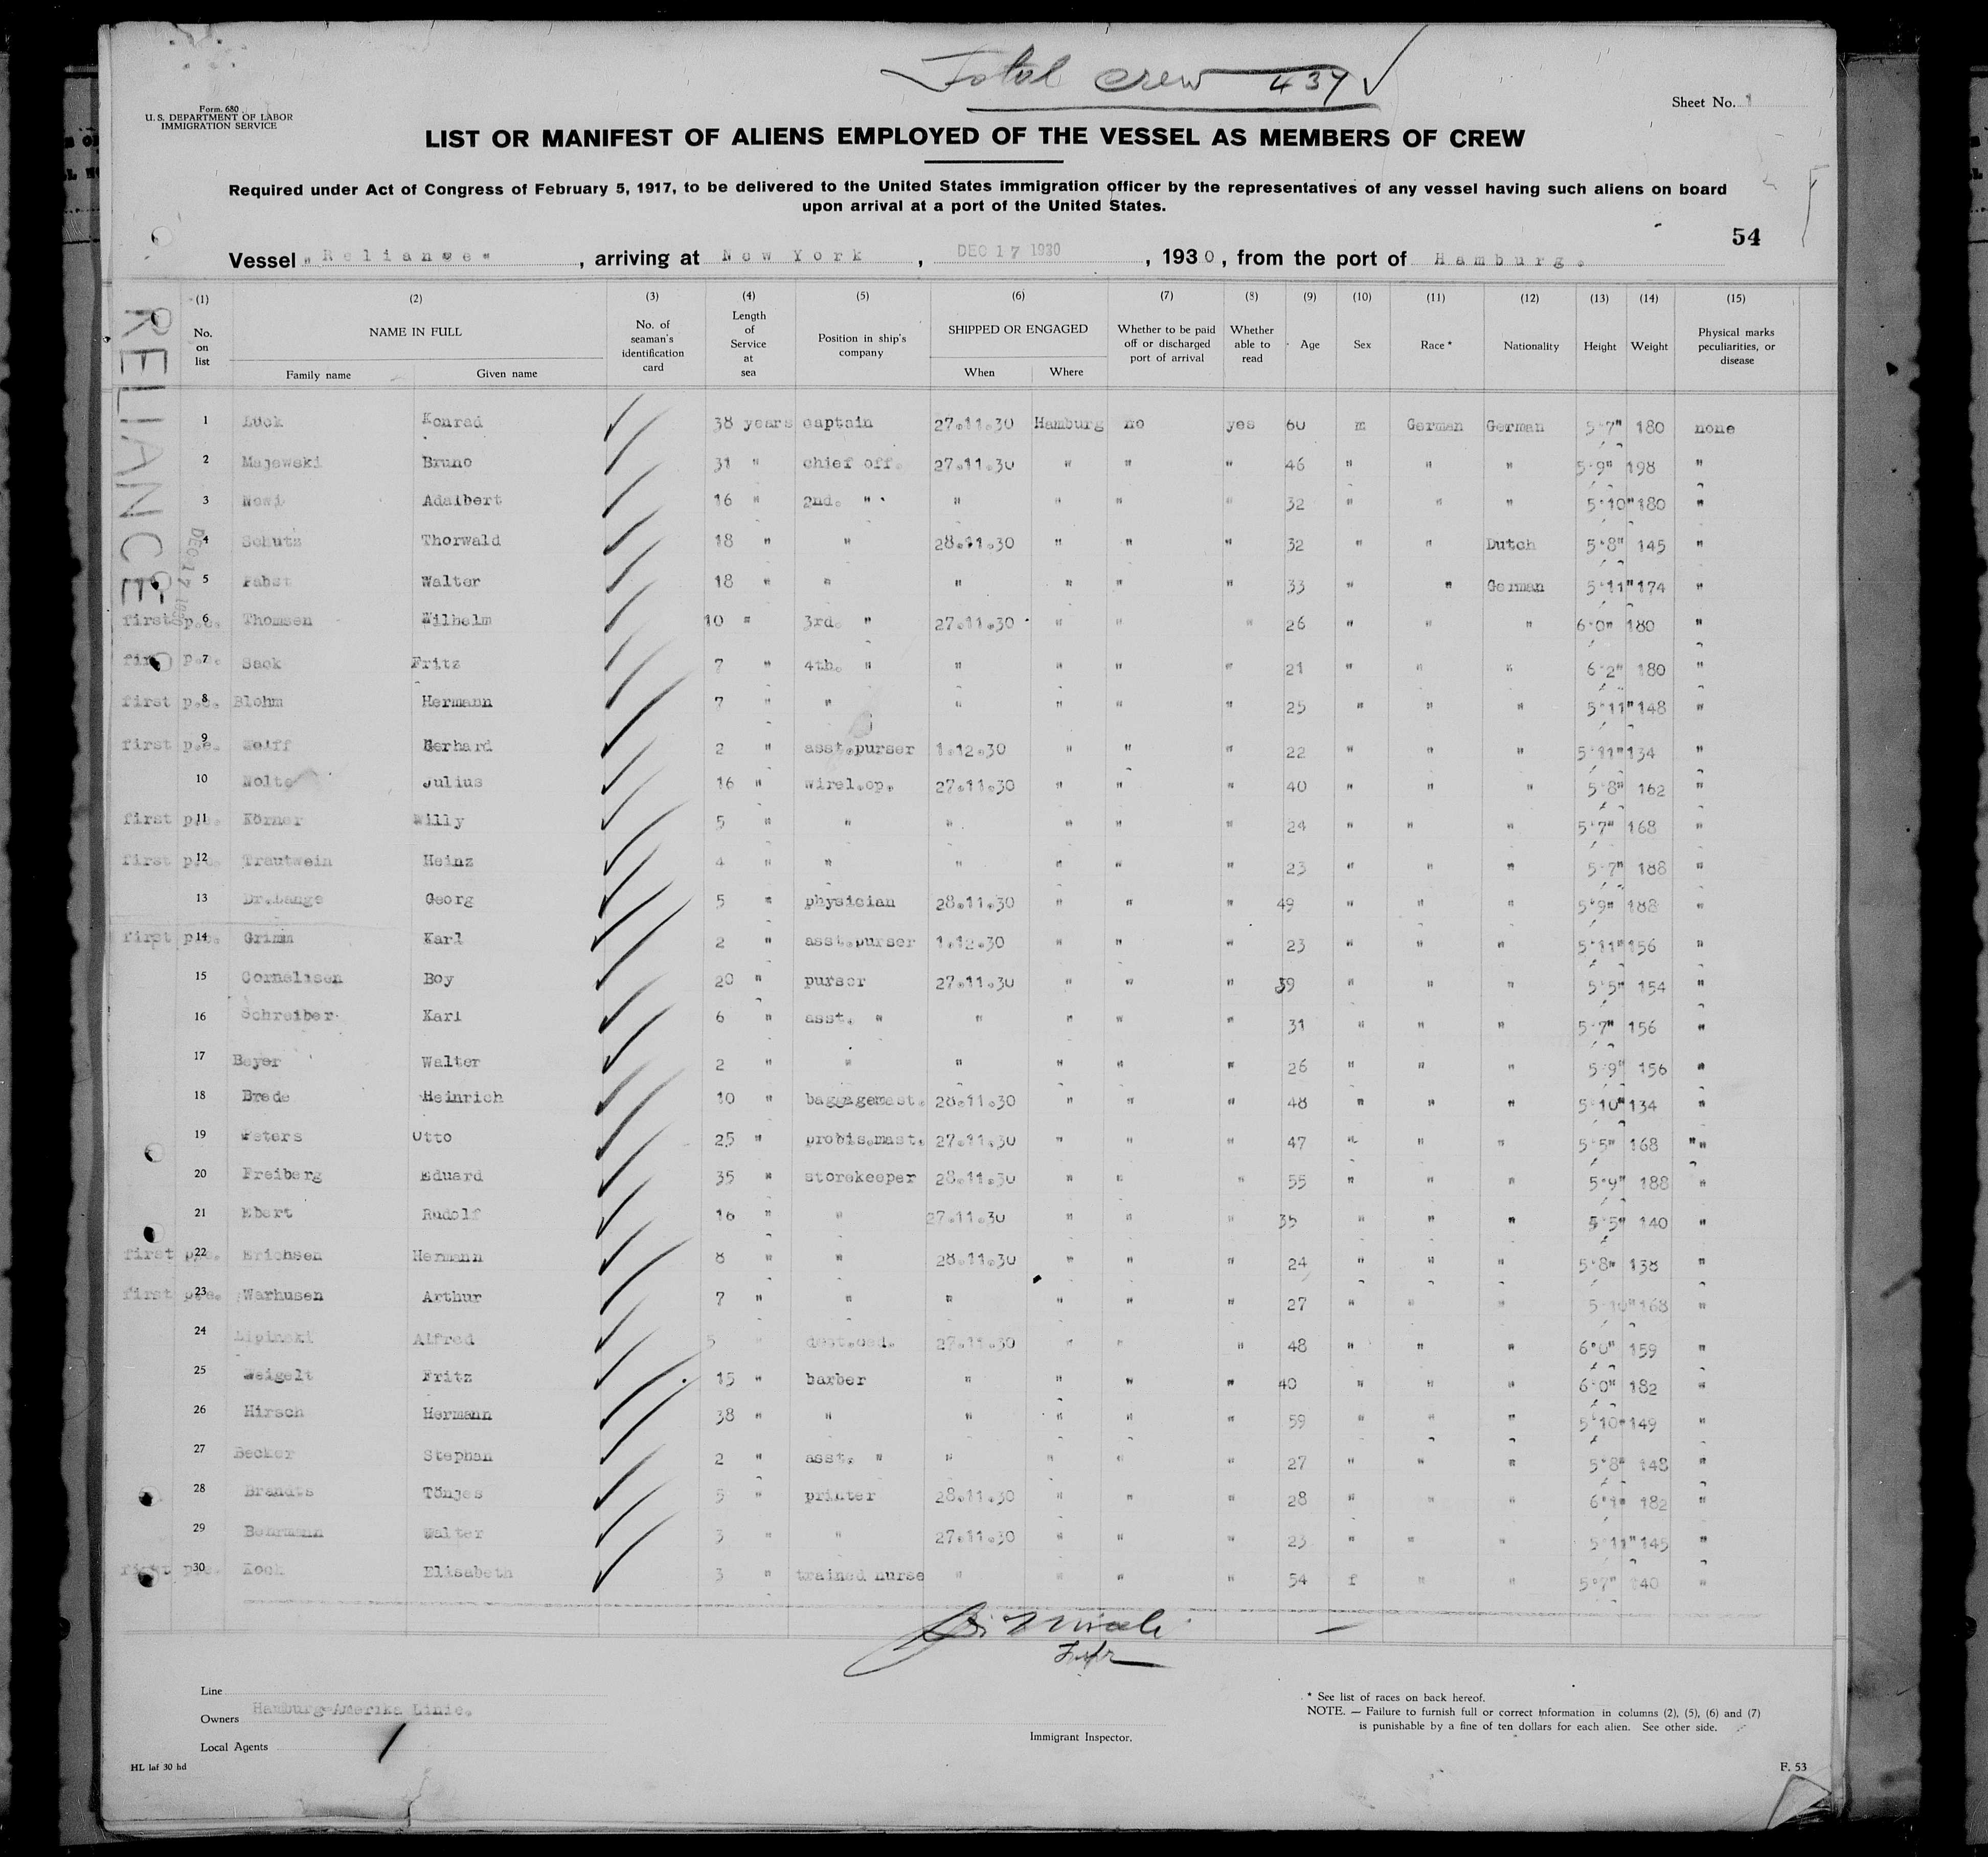 Total crew 437
Form. 680
U. S. DEPARTMENT OF LABOR
IMMIGRATION SERVICE
Sheet No. 1
LIST OR MANIFEST OF ALIENS EMPLOYED OF THE VESSEL AS MEMBERS OF CREW
Required under Act of Congress of February 5, 1917, to be delivered to the United States immigration officer by the representatives of any vessel having such aliens on board
upon arrival at a port of the United States.
54
Vessel "Reliance", arriving at New York, DEC 17 1930, 1930, from the port of Hamburg.
RELIANCE
DEC 17 1930
(1) (2) (3) (4) (5) (6) (7) (8) (9) (10) (11) (12) (13) (14) (15)
No. on list NAME IN FULL Family name Given name No. of seaman's identification card Length of Service at sea Position in ship's company SHIPPED OR ENGAGED When Where Whether to be paid off or discharged port of arrival Whether able to read Age Sex Race * Nationality Height Weight Physical marks peculiarities, or disease
1 Lück Konrad 38 years captain 27.11.30 Hamburg no yes 60 m German German 5'7" 180 none
2 Majewski Bruno 31 " chief off. 27.11.30 " " " 46 " " " 5'9" 198 "
3 Nowi Adalbert 16 " 2nd. " " " " " 32 " " " 5'10" 180 "
4 Schutz Thorwald 18 " " 28.11.30 " " " 32 " " Dutch 5'8" 145 "
5 Pabst Walter 18 " " " " " " 33 " " German 5'11" 174 "
first p.e. 6 Thomsen Wilhelm 10 " 3rd. " 27.11.30 " " " 26 " " " 6'0" 180 "
first p.e. 7 Sack Fritz 7 " 4th. " " " " " 21 " " " 6'2" 180 "
first p.e. 8 Blohm Hermann 7 " " " " " " 25 " " " 5'11" 148 "
first p.e. 9 Wolff Gerhard 2 " asst.purser 1.12.30 " " " 22 " " " 5'11" 134 "
10 Nolte Julius 16 " wirel.op. 27.11.30 " " " 40 " " " 5'8" 162 "
first p.e. 11 Körner Willy 5 " " " " " " 24 " " " 5'7" 168 "
first p.e. 12 Trautwein Heinz 4 " " " " " " 23 " " " 5'7" 188 "
13 Dr.Lange Georg 5 " physician 28.11.30 " " " 49 " " " 5'9" 188 "
first p.e. 14 Grimm Karl 2 " asst.purser 1.12.30 " " " 23 " " " 5'11" 156 "
15 Cornelisen Boy 20 " purser 27.11.30 " " " 39 " " " 5'5" 154 "
16 Schreiber Karl 6 " asst. " " " " " 31 " " " 5'7" 156 "
17 Beyer Walter 2 " " " " " " 26 " " " 5'9" 156 "
18 Brede Heinrich 10 " baggagemast. 28.11.30 " " " 48 " " " 5'10" 134 "
19 Peters Otto 25 " probis.mast. 27.11.30 " " " 47 " " " 5'5" 168 "
20 Freiberg Eduard 35 " storekeeper 28.11.30 " " " 55 " " " 5'9" 188 "
21 Ebert Rudolf 16 " " 27.11.30 " " " 35 " " " 5'5" 140 "
first p.e. 22 Erichsen Hermann 8 " " 28.11.30 " " " 24 " " " 5'8" 138 "
first p.e. 23 Warhusen Arthur 7 " " " " " " 27 " " " 5'10" 168 "
24 Lipinski Alfred 5 " 27.11.30 " " " 48 " " " 6'0" 159 "
25 Weigelt Fritz 15 " barber " " " " 40 " " " 6'0" 182 "
26 Hirsch Hermann 38 " " " " " " 59 " " " 5'10" 149 "
27 Becker Stephan 2 " asst. " " " " " 27 " " " 5'8" 148 "
28 Brandts Tönjes 5 " printer 28.11.30 " " " 28 " " " 6'1" 182 "
29 Behrmann Walter 3 " " 27.11.30 " " " 23 " " " 5'11" 145 "
first p.e. 30 Koch Elisabeth 3 " trained nurse " " " " 54 f " " 5'7" 140 "
Line
Owners Hamburg-Amerika Linie.
Local Agents
Immigrant Inspector.
* See list of races on back hereof.
NOTE. — Failure to furnish full or correct information in columns (2), (5), (6) and (7)
is punishable by a fine of ten dollars for each alien. See other side.
HL laf 30 hd
F. 53